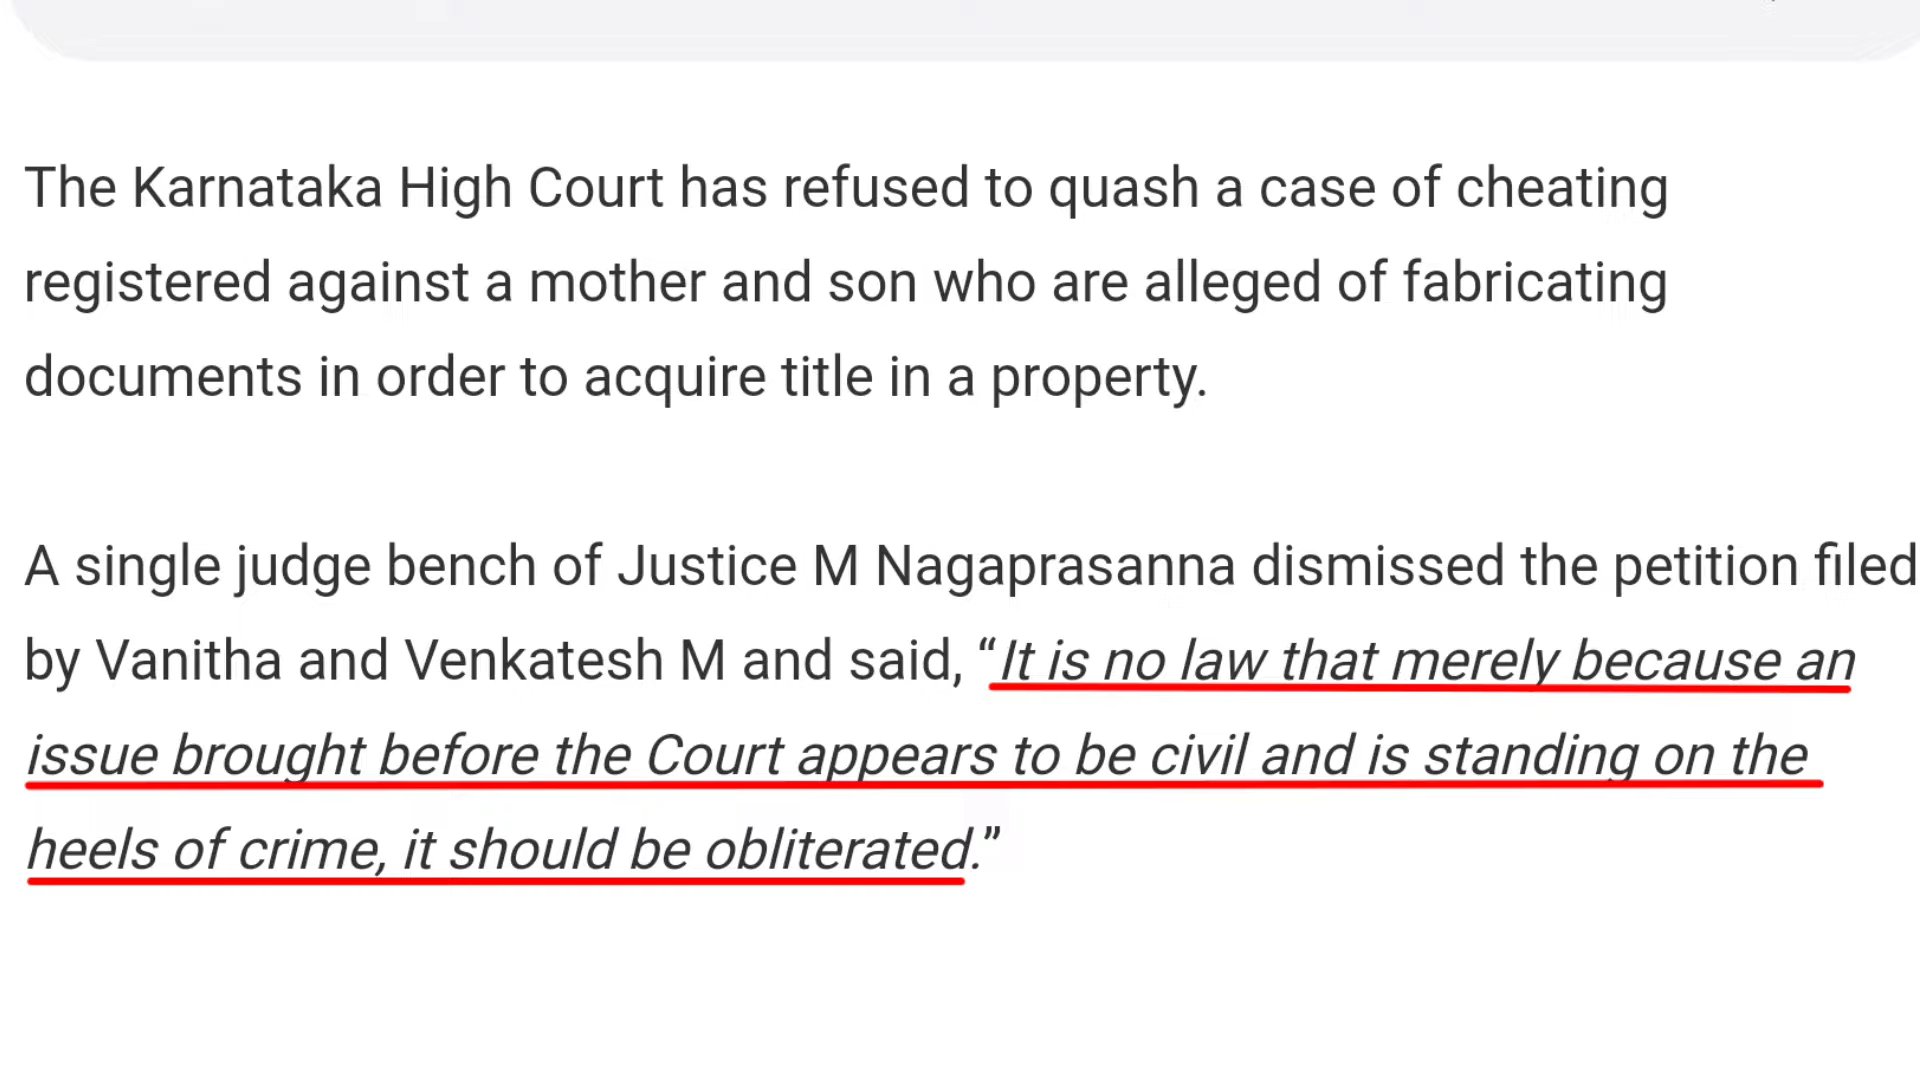 The Karnataka High Court has refused to quash a case of cheating
registered against a mother and son who are alleged of fabricating
documents in order to acquire title in a property.
A single judge bench of Justice M Nagaprasanna dismissed the petition filed
by Vanitha and Venkatesh M and said, “It is no law that merely because an
issue brought before the Court appears to be civil and is standing on the
heels of crime, it should be obliterated.”